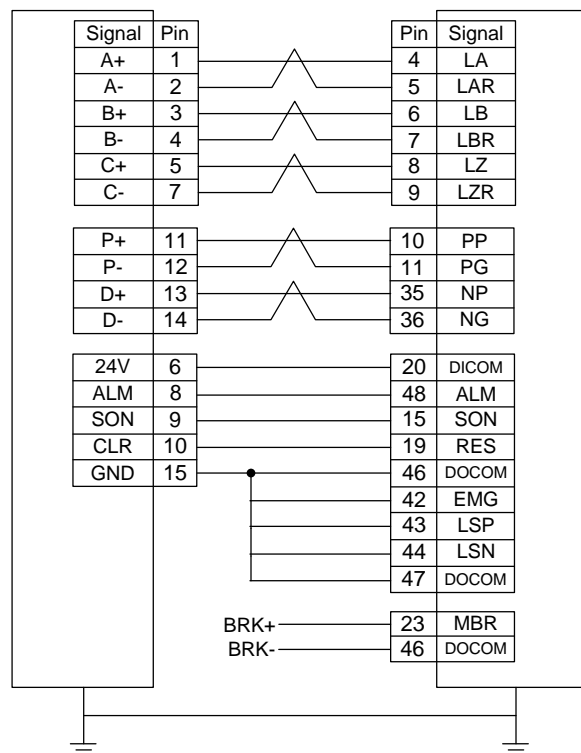 Signal Pin Pin Signal
A+ 1 4 LA
A- 2 5 LAR
B+ 3 6 LB
B- 4 7 LBR
C+ 5 8 LZ
C- 7 9 LZR
P+ 11 10 PP
P- 12 11 PG
D+ 13 35 NP
D- 14 36 NG
24V 6 20 DICOM
ALM 8 48 ALM
SON 9 15 SON
CLR 10 19 RES
GND 15 46 DOCOM
42 EMG
43 LSP
44 LSN
47 DOCOM
BRK+ 23 MBR
BRK- 46 DOCOM